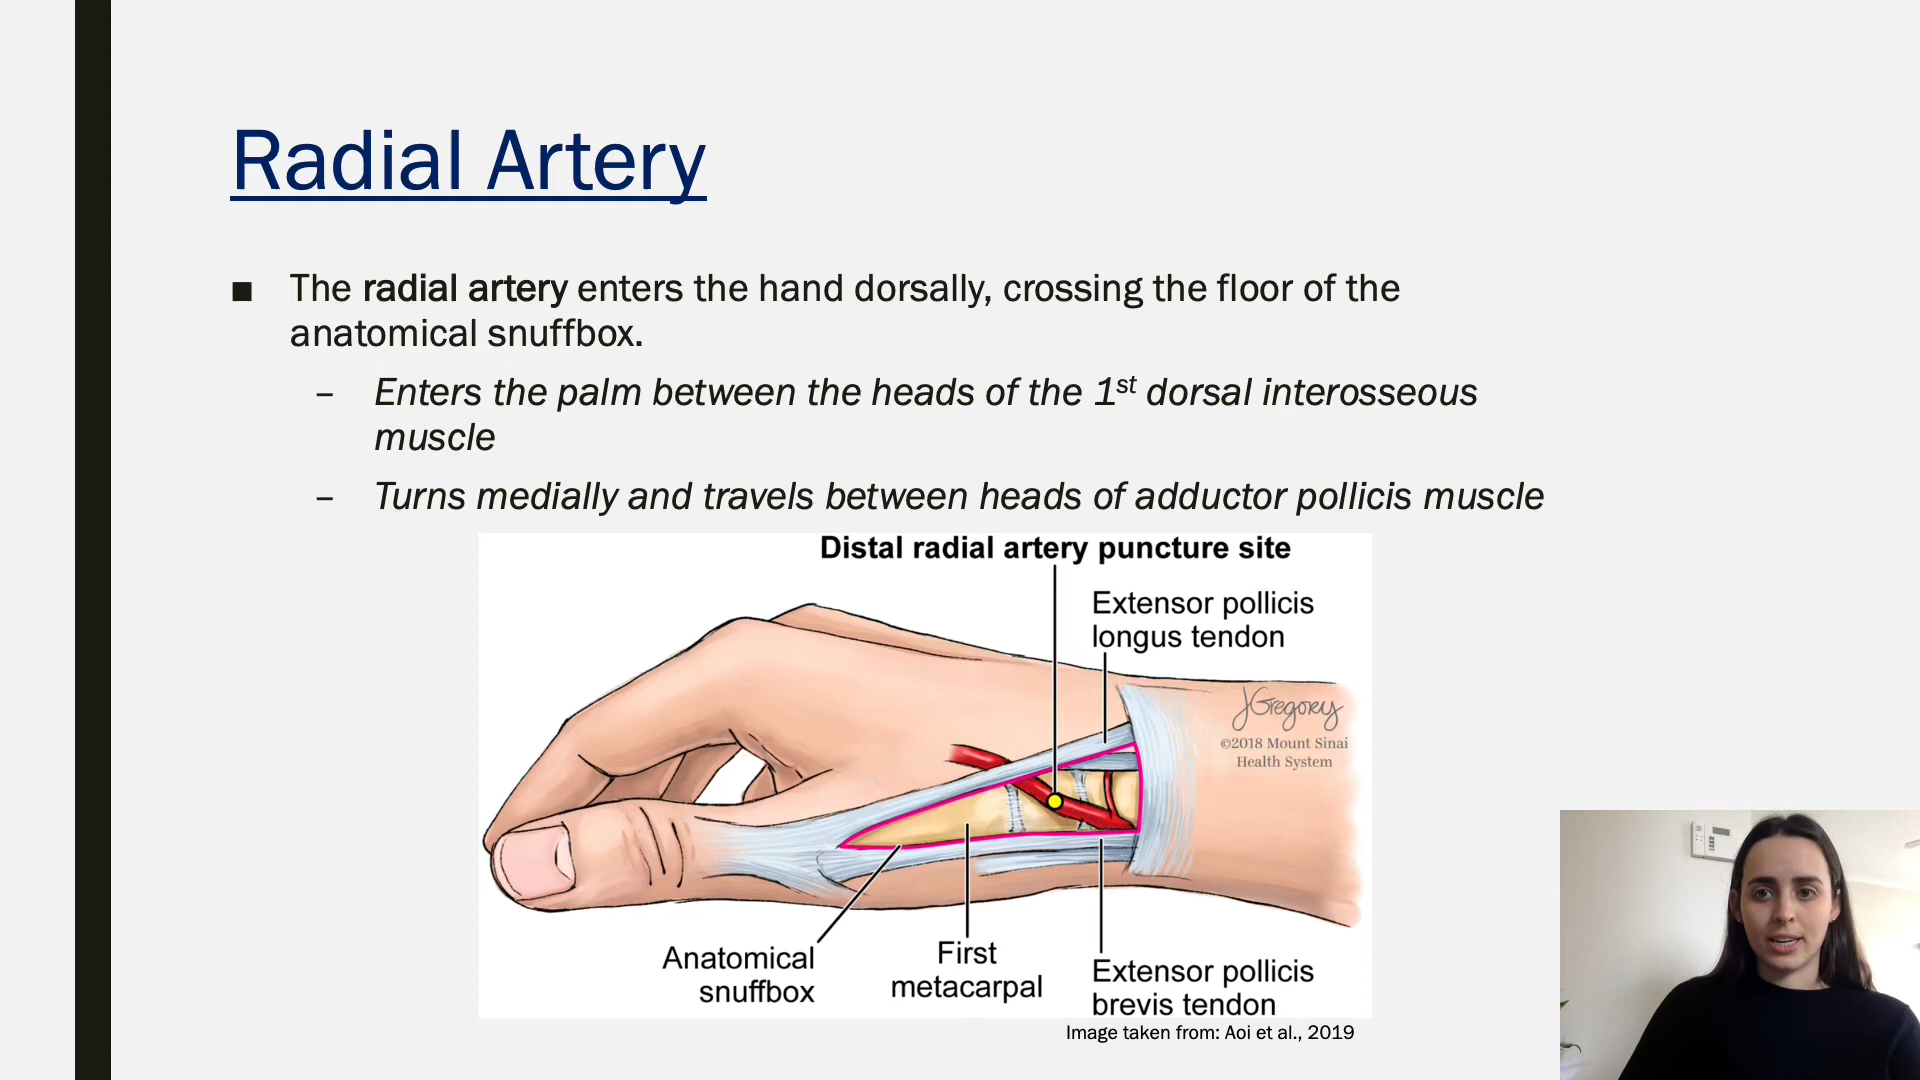 Radial Artery
■ The radial artery enters the hand dorsally, crossing the floor of the
anatomical snuffbox.
– Enters the palm between the heads of the 1st dorsal interosseous
muscle
– Turns medially and travels between heads of adductor pollicis muscle
Distal radial artery puncture site
Extensor pollicis
longus tendon
JGregory
©2018 Mount Sinai
Health System
Anatomical
snuffbox
First
metacarpal
Extensor pollicis
brevis tendon
Image taken from: Aoi et al., 2019